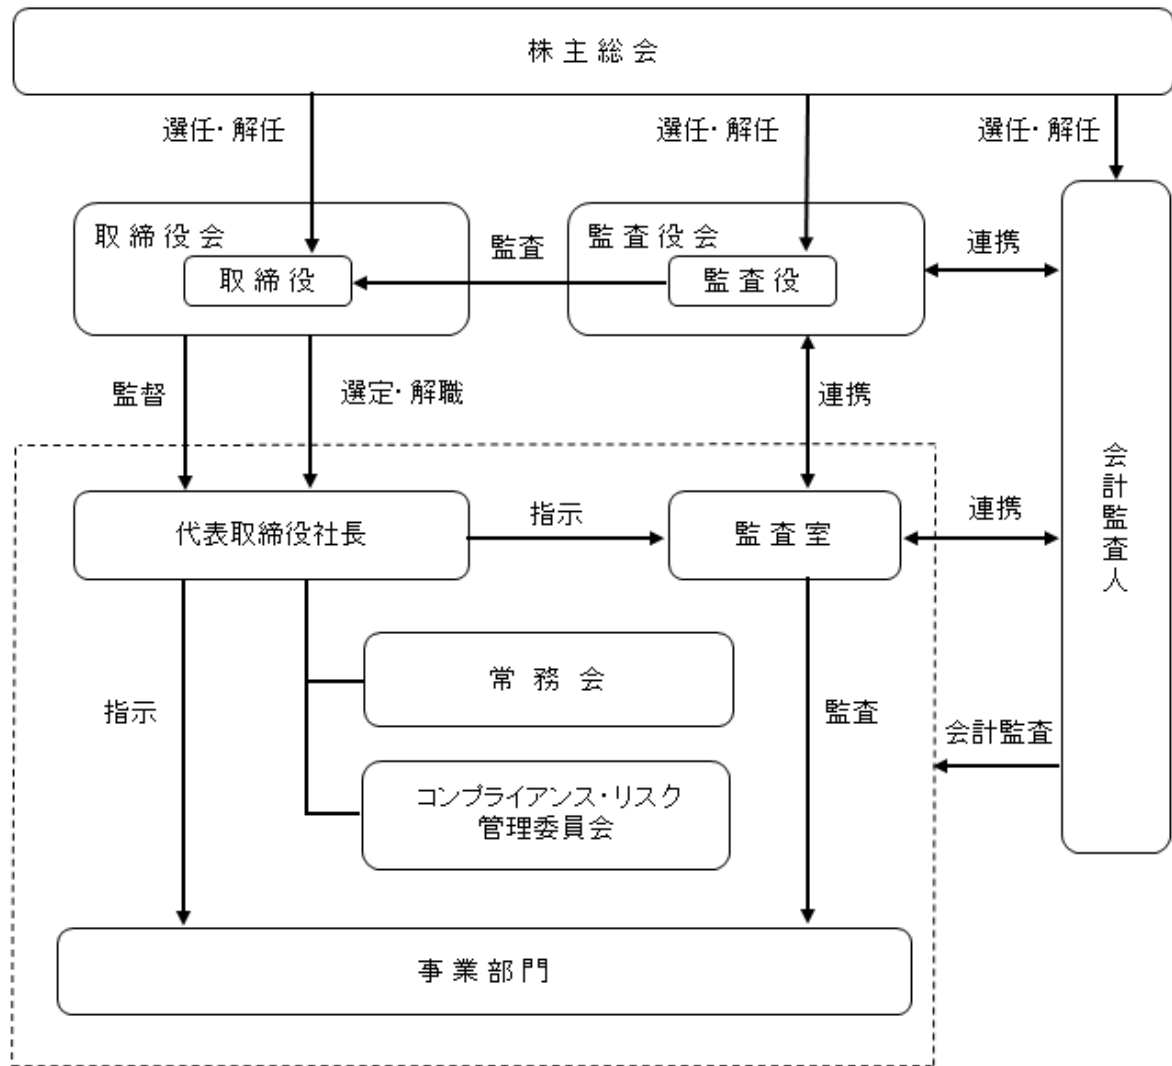 株主総会
選任・解任
選任・解任
選任・解任
取締役会
監査役会
監査
連携
取締役
監査役
監督
選定・解職
連携
会計監査人
代表取締役社長
指示
監査室
連携
常務会
指示
監査
会計監査
コンプライアンス・リスク
管理委員会
事業部門